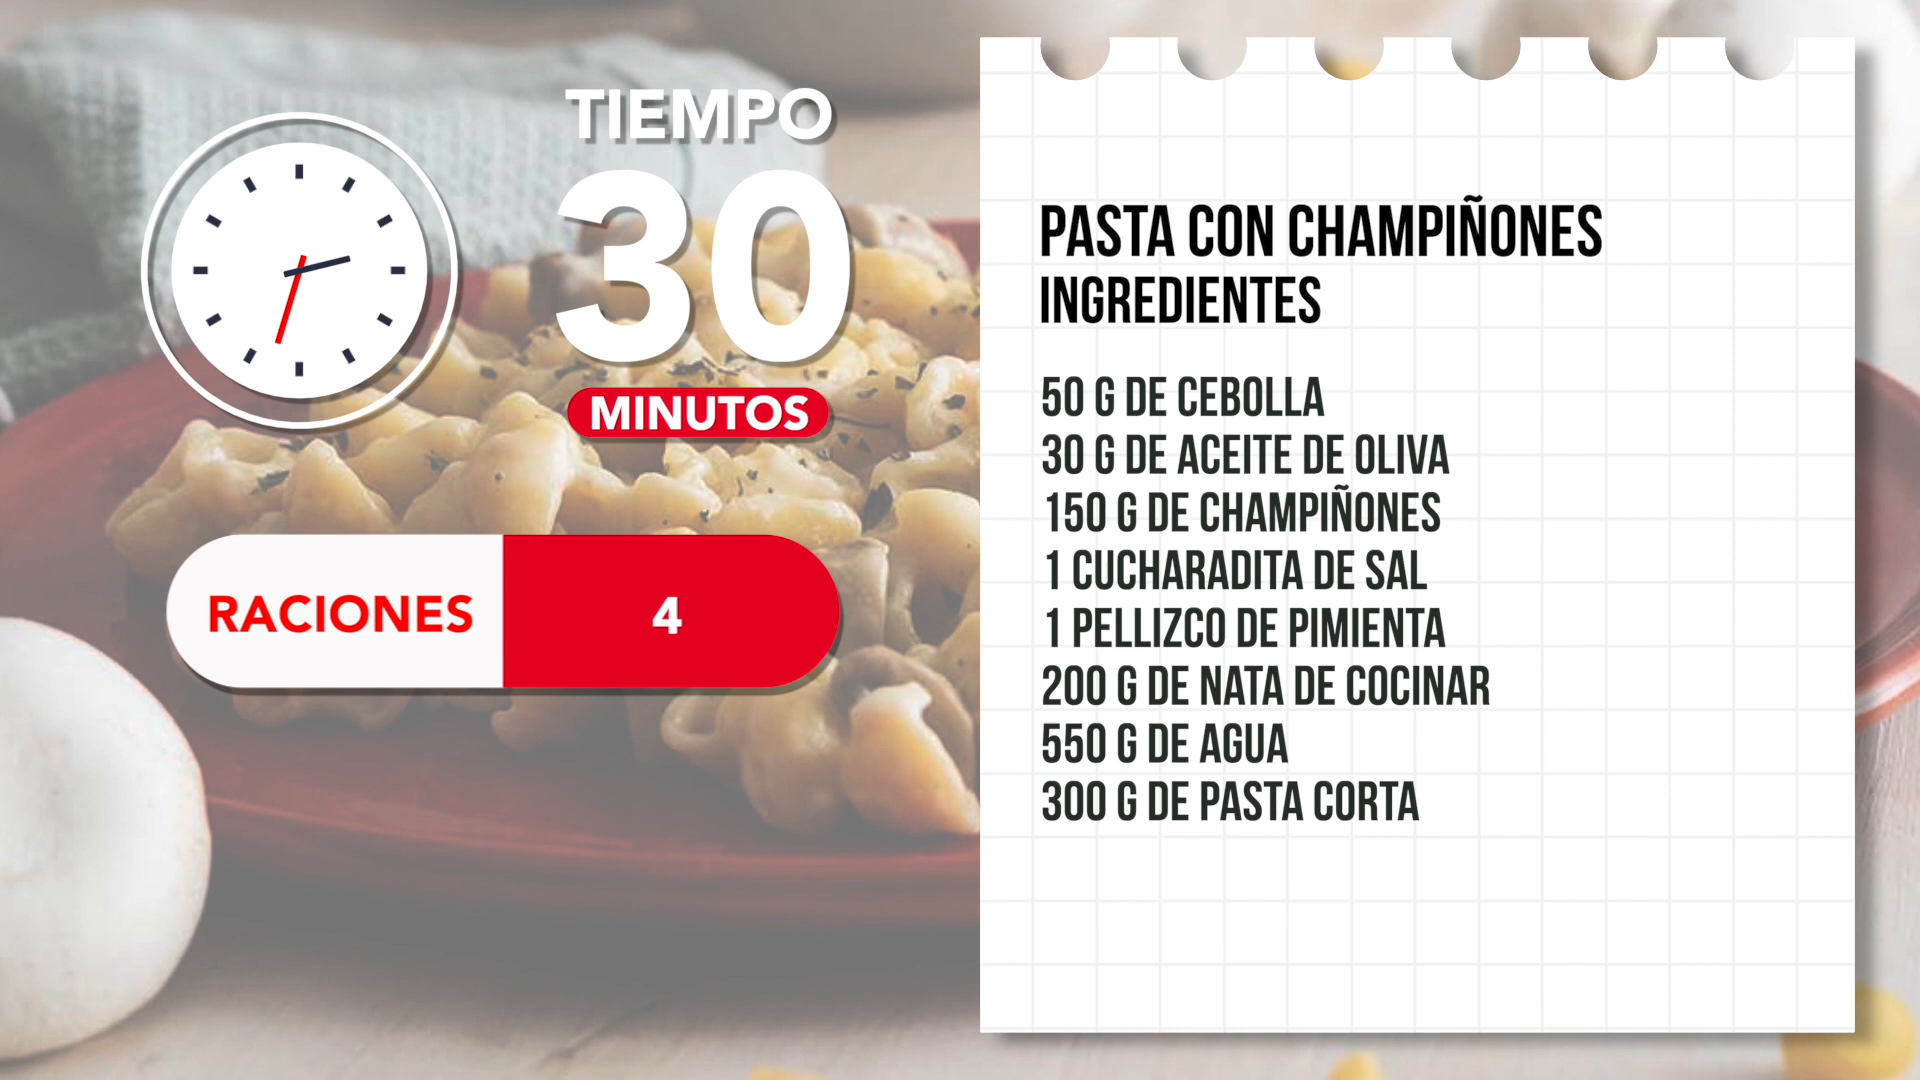 TIEMPO
30
MINUTOS
RACIONES 4
PASTA CON CHAMPIÑONES
INGREDIENTES
50 G DE CEBOLLA
30 G DE ACEITE DE OLIVA
150 G DE CHAMPIÑONES
1 CUCHARADITA DE SAL
1 PELLIZCO DE PIMIENTA
200 G DE NATA DE COCINAR
550 G DE AGUA
300 G DE PASTA CORTA